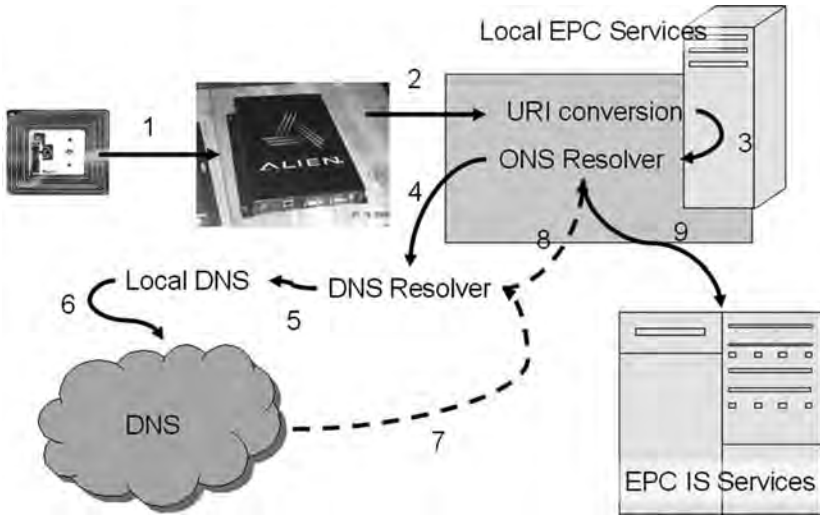 Local EPC Services
1
2
URI conversion
3
ALIEN
ONS Resolver
4
8
9
6
Local DNS
5
DNS Resolver
DNS
7
EPC IS Services